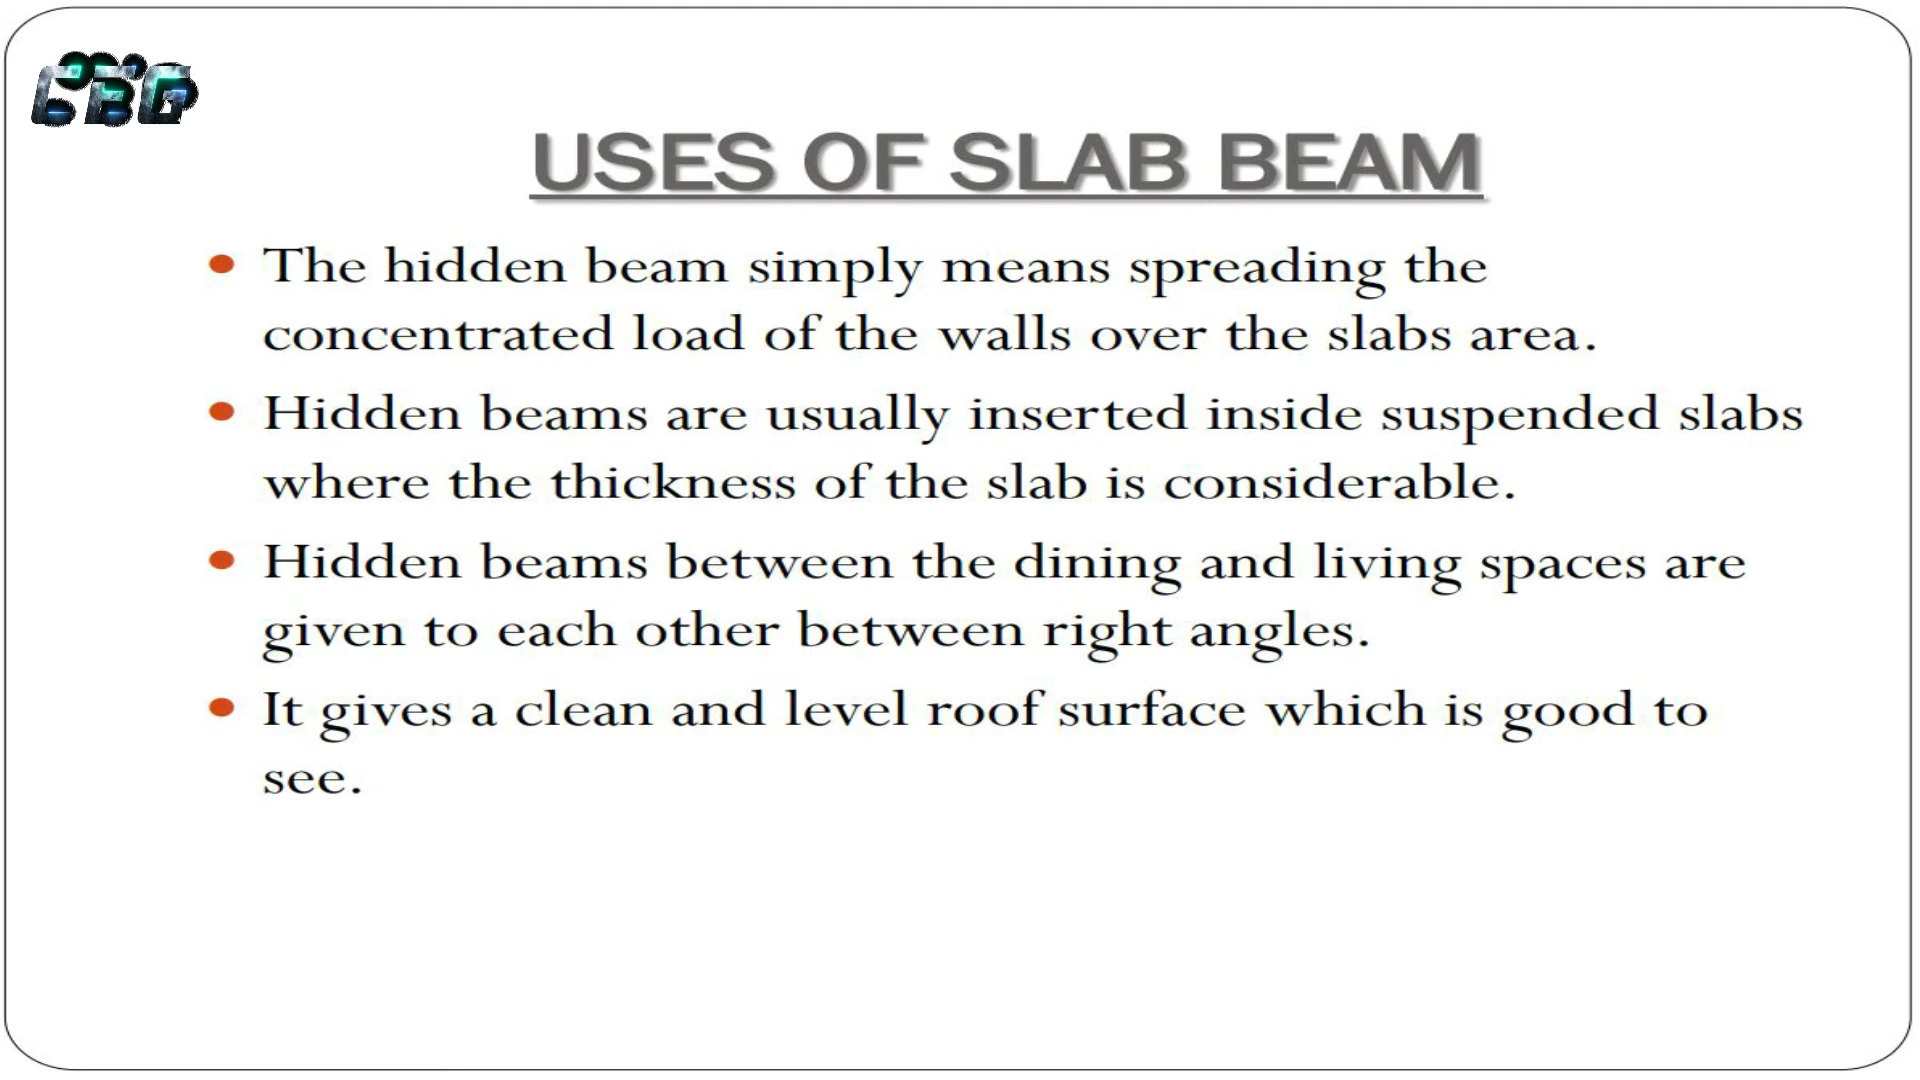 USES OF SLAB BEAM
• The hidden beam simply means spreading the
concentrated load of the walls over the slabs area.
• Hidden beams are usually inserted inside suspended slabs
where the thickness of the slab is considerable.
• Hidden beams between the dining and living spaces are
given to each other between right angles.
• It gives a clean and level roof surface which is good to
see.